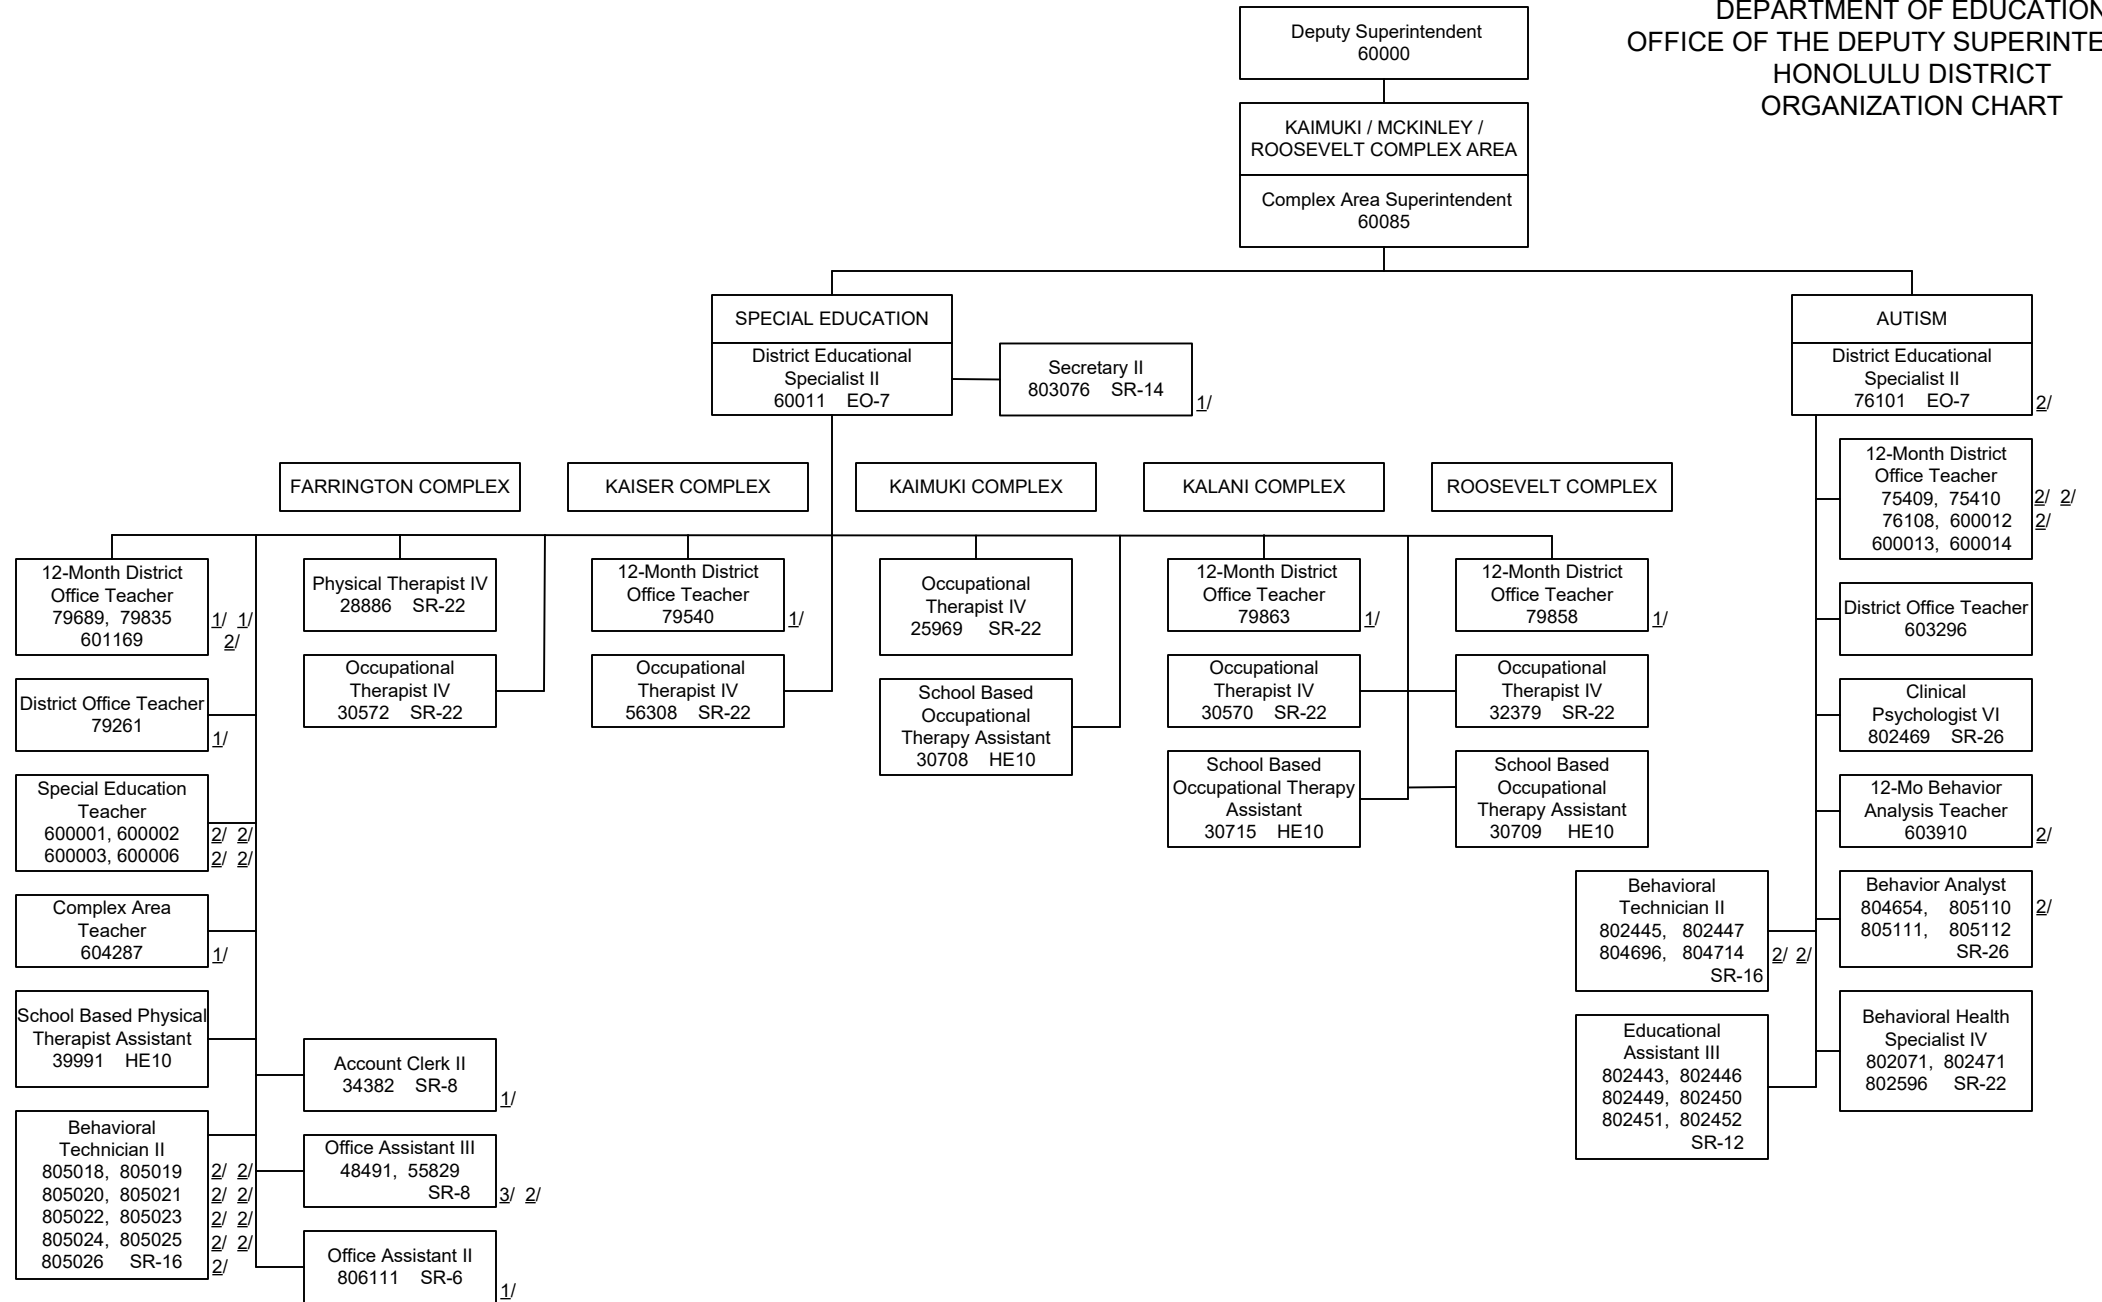 DEPARTMENT OF EDUCATION
OFFICE OF THE DEPUTY
HONOLULU DISTRICT
ORGANIZATION CHART
Deputy Superintendent
60000
KAIMUKI / MCKINLEY /
ROOSEVELT COMPLEX AREA
Complex Area Superintendent
60085
SPECIAL EDUCATION
District Educational
Specialist II
60011 EO-7
Secretary II
803076 SR-14
1/
AUTISM
District Educational
Specialist II
76101 EO-7
2/
FARRINGTON COMPLEX
KAISER COMPLEX
KAIMUKI COMPLEX
KALANI COMPLEX
ROOSEVELT COMPLEX
12-Month District
Office Teacher
79689, 79835 1/ 1/
601169 2/
District Office Teacher
79261
1/
Special Education
Teacher
600001, 600002 2/ 2/
600003, 600006 2/ 2/
Complex Area
Teacher
604287 1/
School Based Physical
Therapist Assistant
39991 HE10
Behavioral
Technician II
805018, 805019 2/ 2/
805020, 805021 2/ 2/
805022, 805023 2/ 2/
805024, 805025 2/ 2/
805026 SR-16 2/
Physical Therapist IV
28886 SR-22
Occupational
Therapist IV
30572 SR-22
Account Clerk II
34382 SR-8
1/
Office Assistant III
48491, 55829
SR-8 3/ 2/
Office Assistant II
806111 SR-6
1/
12-Month District
Office Teacher
79540 1/
Occupational
Therapist IV
56308 SR-22
Occupational
Therapist IV
25969 SR-22
School Based
Occupational
Therapy Assistant
30708 HE10
12-Month District
Office Teacher
79863 1/
Occupational
Therapist IV
30570 SR-22
School Based
Occupational Therapy
Assistant
30715 HE10
12-Month District
Office Teacher
79858 1/
Occupational
Therapist IV
32379 SR-22
School Based
Occupational
Therapy Assistant
30709 HE10
12-Month District
Office Teacher
75409, 75410 2/ 2/
76108, 600012 2/
600013, 600014
District Office Teacher
603296
Clinical
Psychologist VI
802469 SR-26
12-Mo Behavior
Analysis Teacher
603910 2/
Behavior Analyst
804654, 805110 2/
805111, 805112
SR-26
Behavioral Health
Specialist IV
802071, 802471
802596 SR-22
Behavioral
Technician II
802445, 802447
804696, 804714 2/ 2/
SR-16
Educational
Assistant III
802443, 802446
802449, 802450
802451, 802452
SR-12